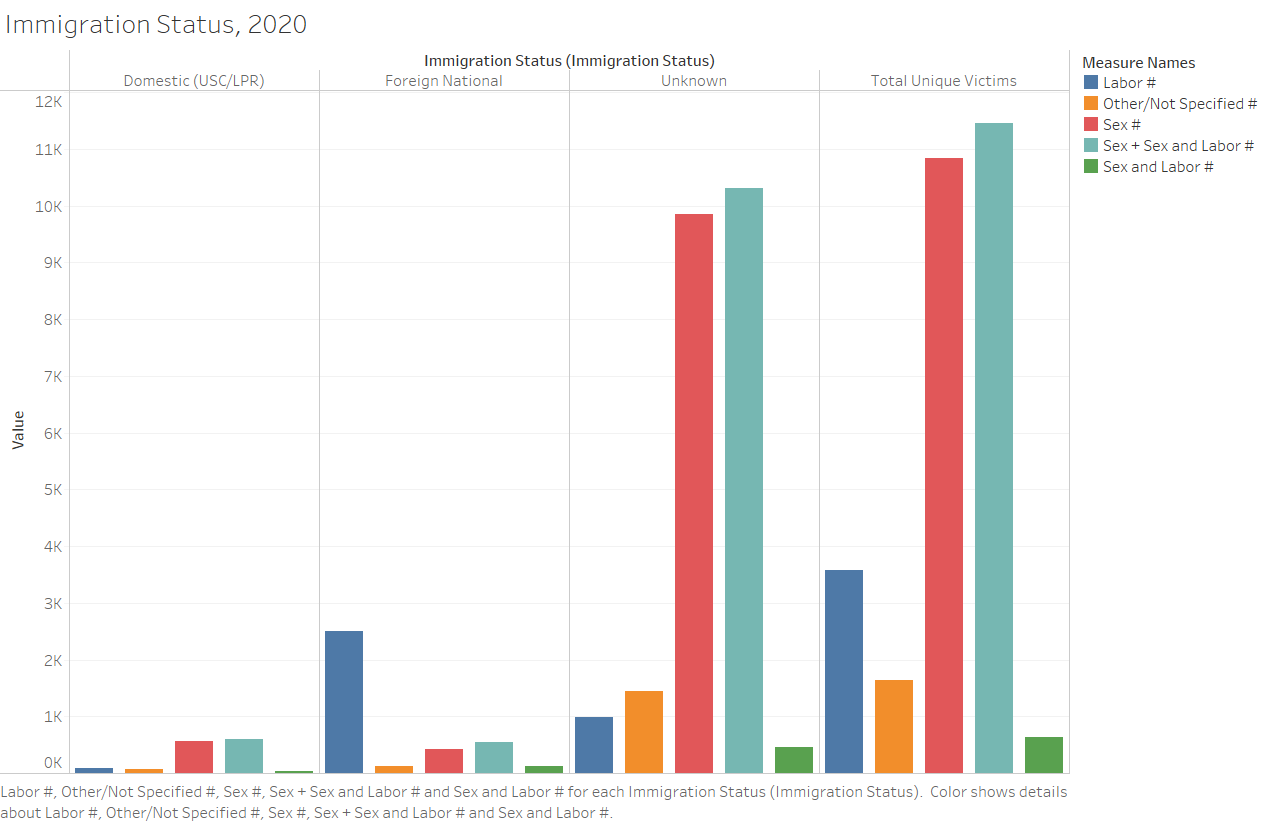 Immigration Status, 2020
Immigration Status (Immigration Status)
Domestic (USC/LPR) Foreign National Unknown Total Unique Victims
Measure Names
Labor #
Other/Not Specified #
Sex #
Sex + Sex and Labor #
Sex and Labor #
12K
11K
10K
9K
8K
7K
6K
5K
4K
3K
2K
1K
0K
Value
Labor #, Other/Not Specified #, Sex #, Sex + Sex and Labor # and Sex and Labor # for each Immigration Status (Immigration Status).  Color shows details
about Labor #, Other/Not Specified #, Sex #, Sex + Sex and Labor # and Sex and Labor #.